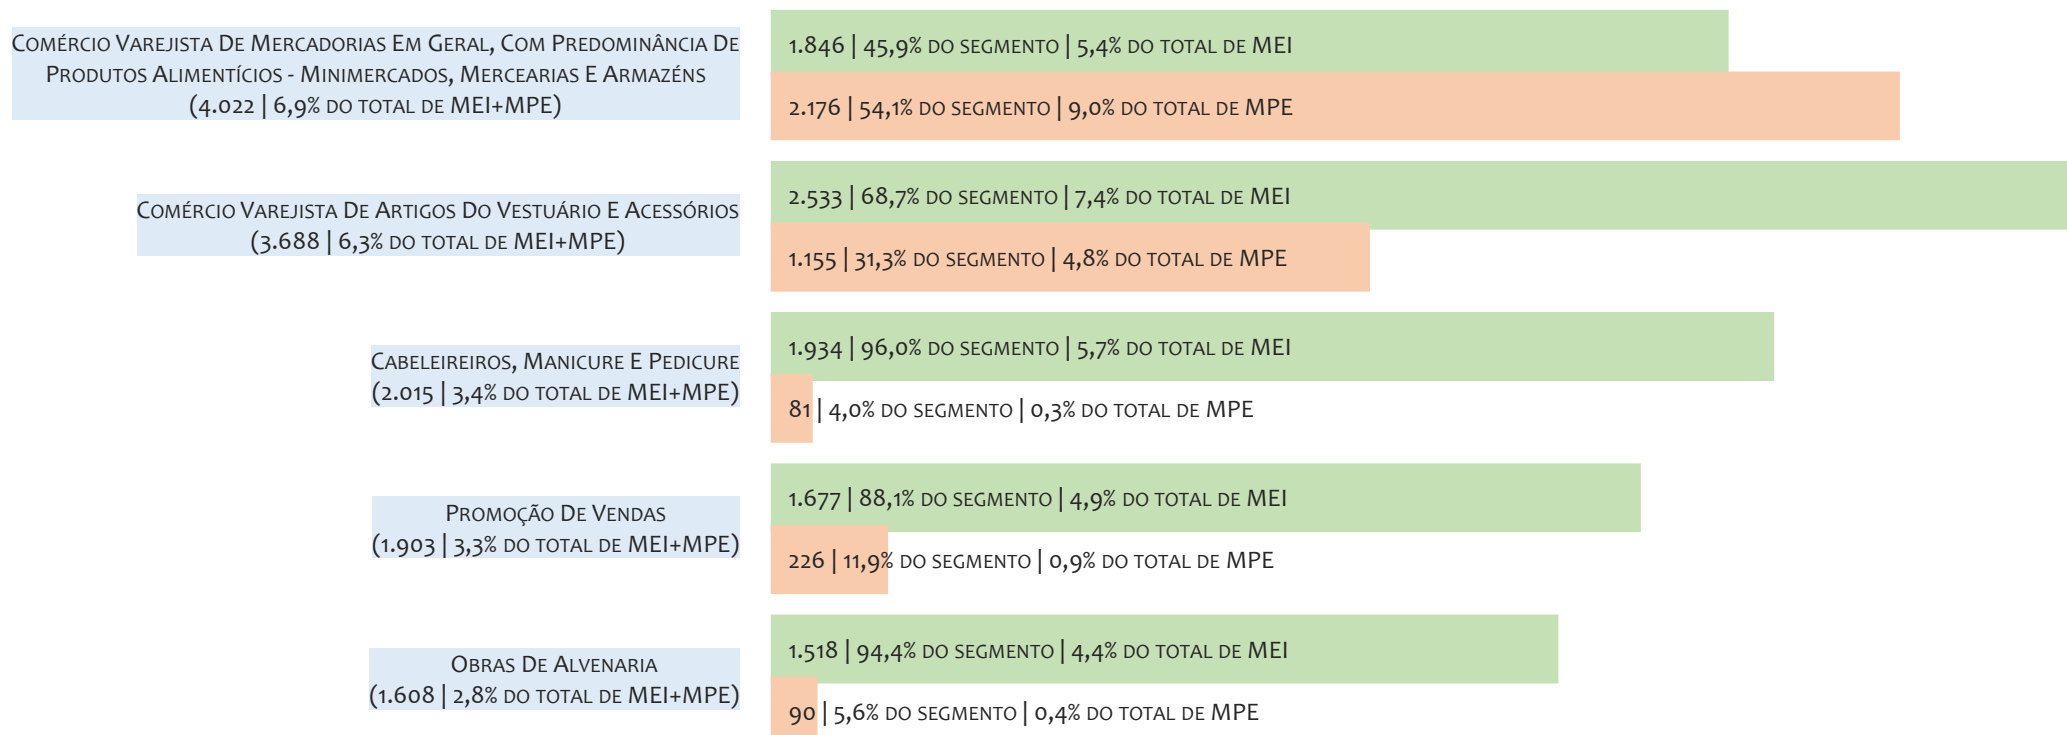 Comércio Varejista De Mercadorias Em Geral, Com Predominância De
Produtos Alimentícios - Minimercados, Mercearias E Armazéns
(4.022 | 6,9% do total de MEI+MPE)
1.846 | 45,9% do segmento | 5,4% do total de MEI
2.176 | 54,1% do segmento | 9,0% do total de MPE
Comércio Varejista De Artigos Do Vestuário E Acessórios
(3.688 | 6,3% do total de MEI+MPE)
2.533 | 68,7% do segmento | 7,4% do total de MEI
1.155 | 31,3% do segmento | 4,8% do total de MPE
Cabeleireiros, Manicure E Pedicure
(2.015 | 3,4% do total de MEI+MPE)
1.934 | 96,0% do segmento | 5,7% do total de MEI
81 | 4,0% do segmento | 0,3% do total de MPE
Promoção De Vendas
(1.903 | 3,3% do total de MEI+MPE)
1.677 | 88,1% do segmento | 4,9% do total de MEI
226 | 11,9% do segmento | 0,9% do total de MPE
Obras De Alvenaria
(1.608 | 2,8% do total de MEI+MPE)
1.518 | 94,4% do segmento | 4,4% do total de MEI
90 | 5,6% do segmento | 0,4% do total de MPE